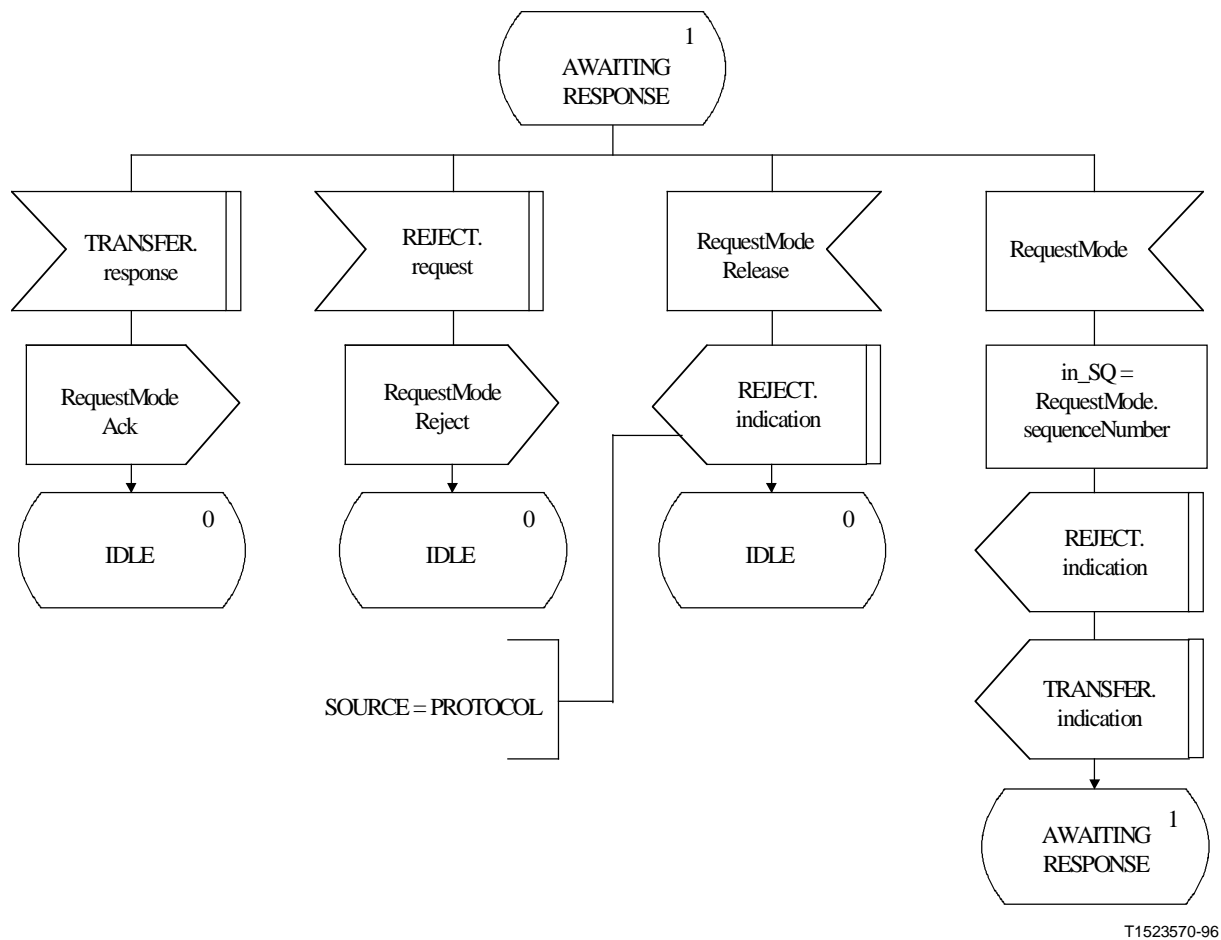 1
AWAITING
RESPONSE
TRANSFER.
response
REJECT.
request
RequestMode
Release
RequestMode
RequestMode
Ack
RequestMode
Reject
REJECT.
indication
in_SQ =
RequestMode.
sequenceNumber
0
IDLE
0
IDLE
0
IDLE
REJECT.
indication
SOURCE = PROTOCOL
TRANSFER.
indication
1
AWAITING
RESPONSE
T1523570-96